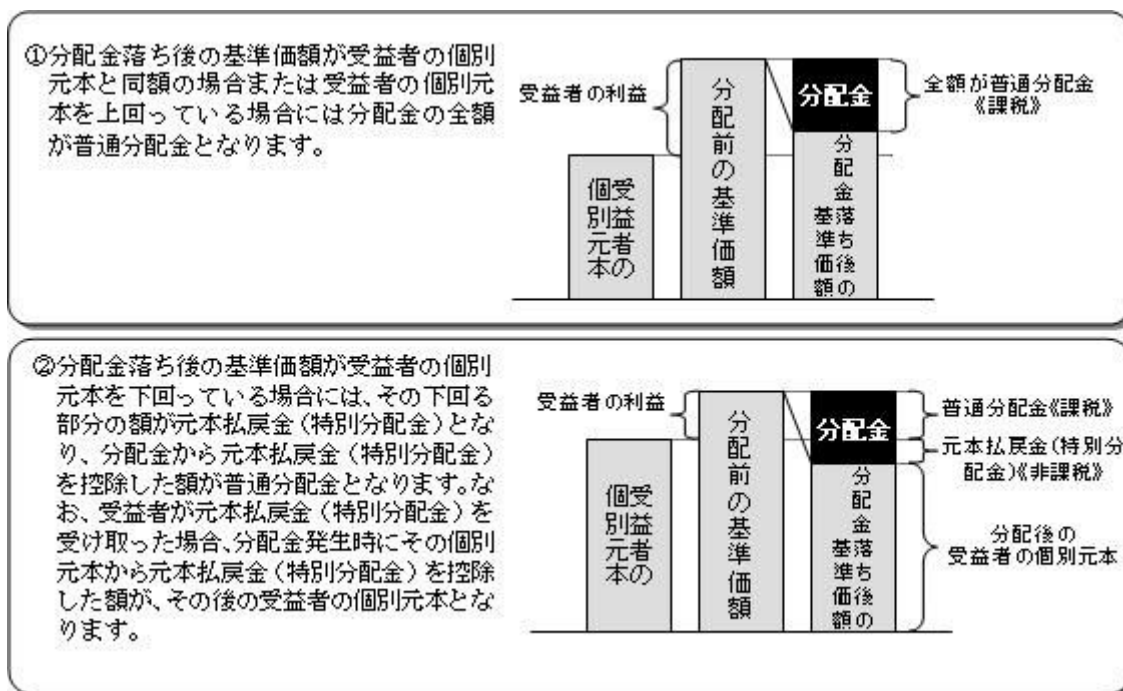 ①分配金落ち後の基準価額が受益者の個別
元本と同額の場合または受益者の個別元
本を上回っている場合には分配金の全額
が普通分配金となります。
受益者の利益
受益者の
個別元本
分配前の基準価額
分配金
分配金落ち後の
基準価額
全額が普通分配金
《課税》
②分配金落ち後の基準価額が受益者の個別
元本を下回っている場合には、その下回る
部分の額が元本払戻金(特別分配金)とな
り、分配金から元本払戻金(特別分配金)
を控除した額が普通分配金となります。な
お、受益者が元本払戻金(特別分配金)を
受け取った場合、分配金発生時にその個別
元本から元本払戻金(特別分配金)を控除
した額が、その後の受益者の個別元本とな
ります。
受益者の利益
受益者の
個別元本
分配前の基準価額
分配金
分配金落ち後の
基準価額
普通分配金《課税》
元本払戻金(特別分
配金)《非課税》
分配後の
受益者の個別元本